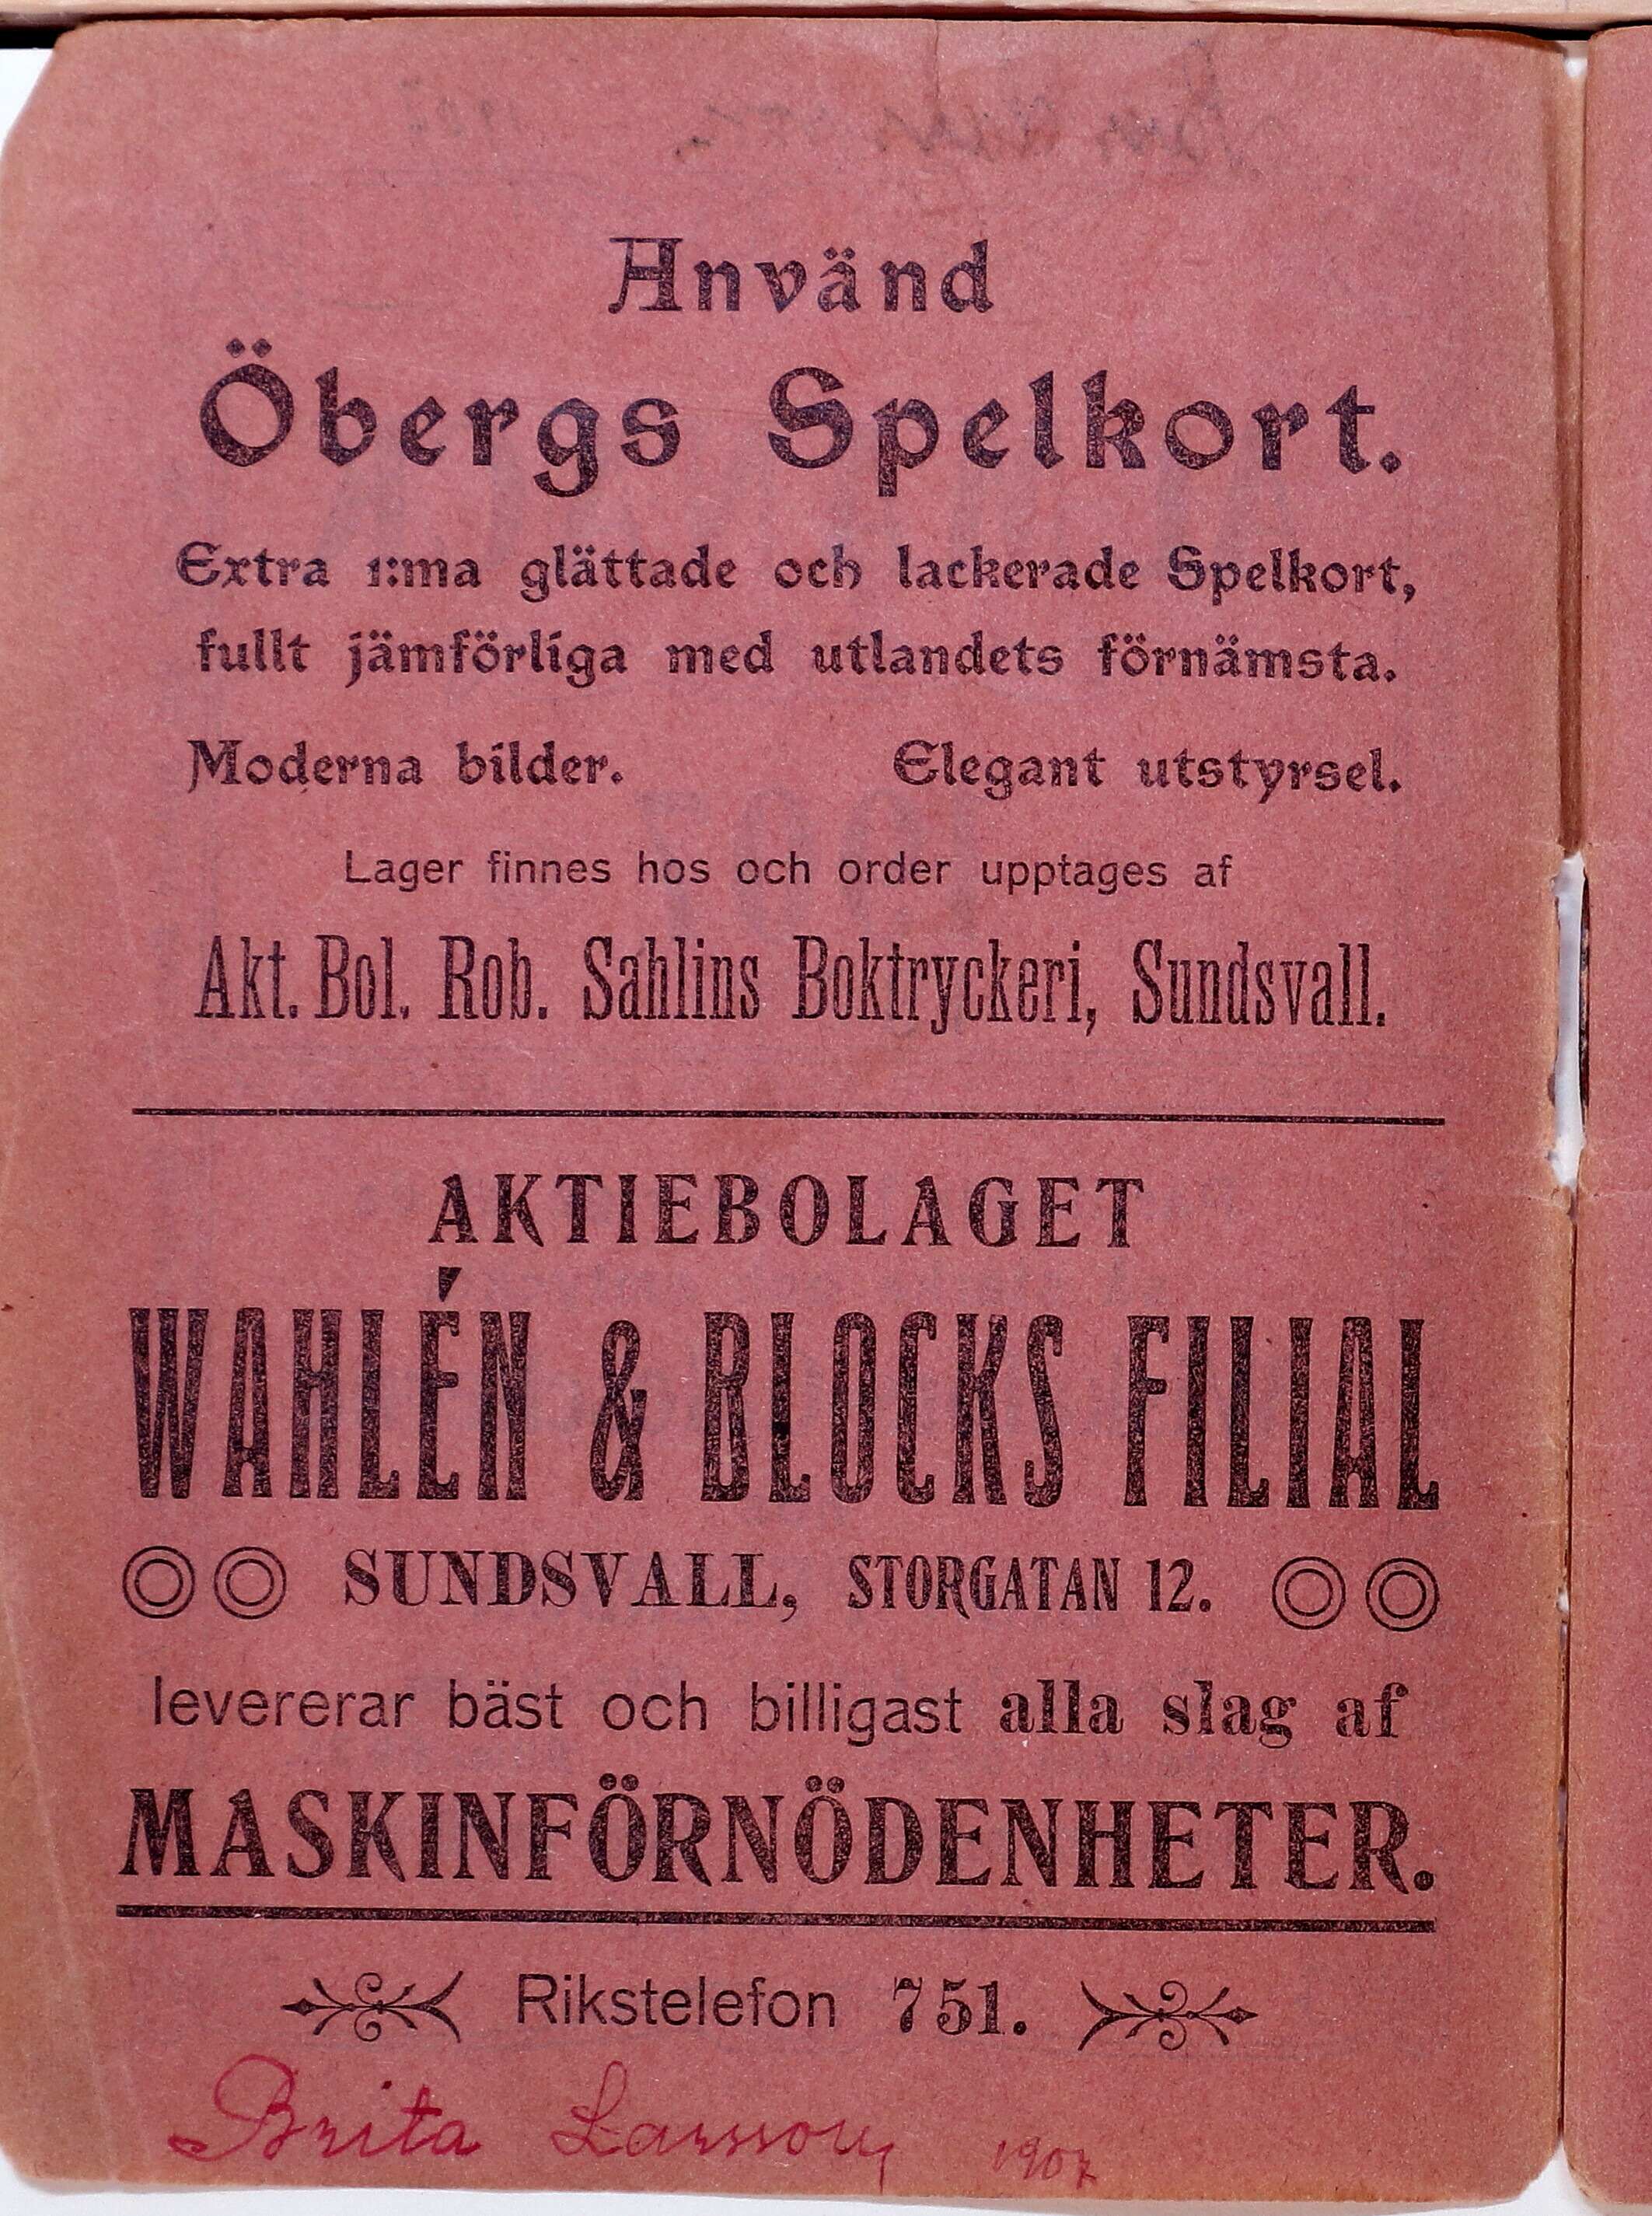 Använd
Öbergs Spelkort.
Extra 1:ma glättade och lackerade Spelkort,
fullt jämförliga med utlandets förnämsta.
Moderna bilder. Elegant utstyrsel.
Lager finnes hos och order upptages af
Akt. Bol. Rob. Sahlins Boktryckeri, Sundsvall.
AKTIEBOLAGET
WAHLÉN & BLOCKS FILIAL
SUNDSVALL, STORGATAN 12.
levererar bäst och billigast alla slag af
MASKINFÖRNÖDENHETER.
Rikstelefon 751.
Brita Larsson 1907